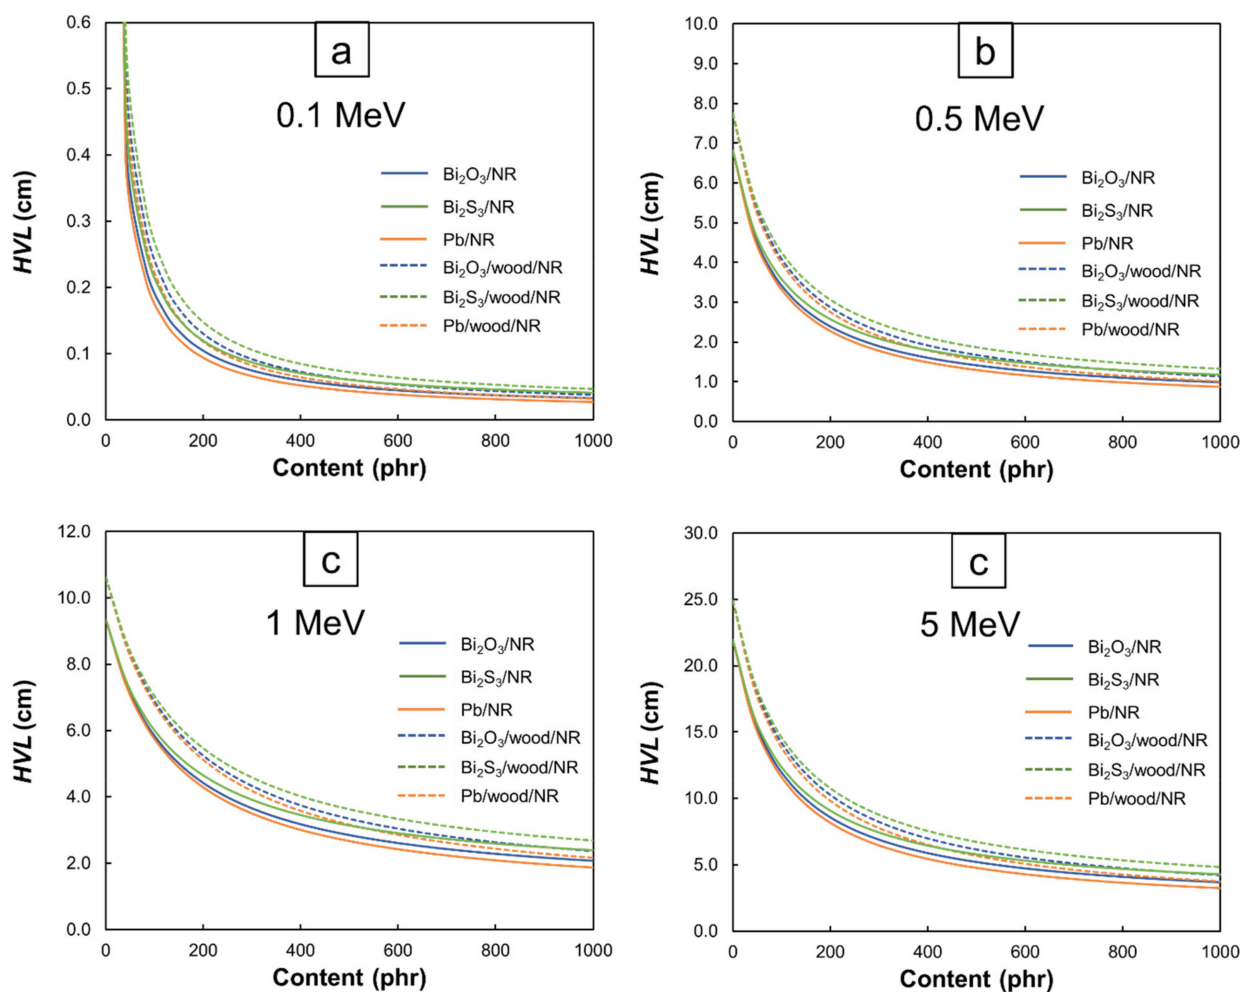 a
0.1 MeV
HVL (cm)
0.6
0.5
0.4
0.3
0.2
0.1
0.0
Bi₂O₃/NR
Bi₂S₃/NR
Pb/NR
Bi₂O₃/wood/NR
Bi₂S₃/wood/NR
Pb/wood/NR
0 200 400 600 800 1000
Content (phr)
b
0.5 MeV
HVL (cm)
10.0
9.0
8.0
7.0
6.0
5.0
4.0
3.0
2.0
1.0
0.0
Bi₂O₃/NR
Bi₂S₃/NR
Pb/NR
Bi₂O₃/wood/NR
Bi₂S₃/wood/NR
Pb/wood/NR
0 200 400 600 800 1000
Content (phr)
c
1 MeV
HVL (cm)
12.0
10.0
8.0
6.0
4.0
2.0
0.0
Bi₂O₃/NR
Bi₂S₃/NR
Pb/NR
Bi₂O₃/wood/NR
Bi₂S₃/wood/NR
Pb/wood/NR
0 200 400 600 800 1000
Content (phr)
c
5 MeV
HVL (cm)
30.0
25.0
20.0
15.0
10.0
5.0
0.0
Bi₂O₃/NR
Bi₂S₃/NR
Pb/NR
Bi₂O₃/wood/NR
Bi₂S₃/wood/NR
Pb/wood/NR
0 200 400 600 800 1000
Content (phr)